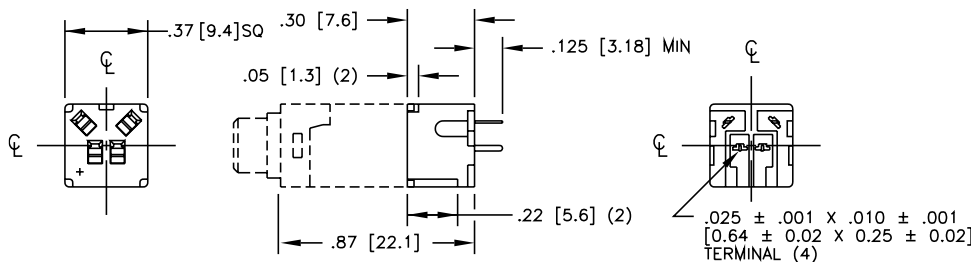 .37 [9.4] SQ
.30 [7.6]
.125 [3.18] MIN
℄
℄
.05 [1.3] (2)
℄
℄
+
.22 [5.6] (2)
.87 [22.1]
.025 ± .001 X .010 ± .001
[0.64 ± 0.02 X 0.25 ± 0.02]
TERMINAL (4)